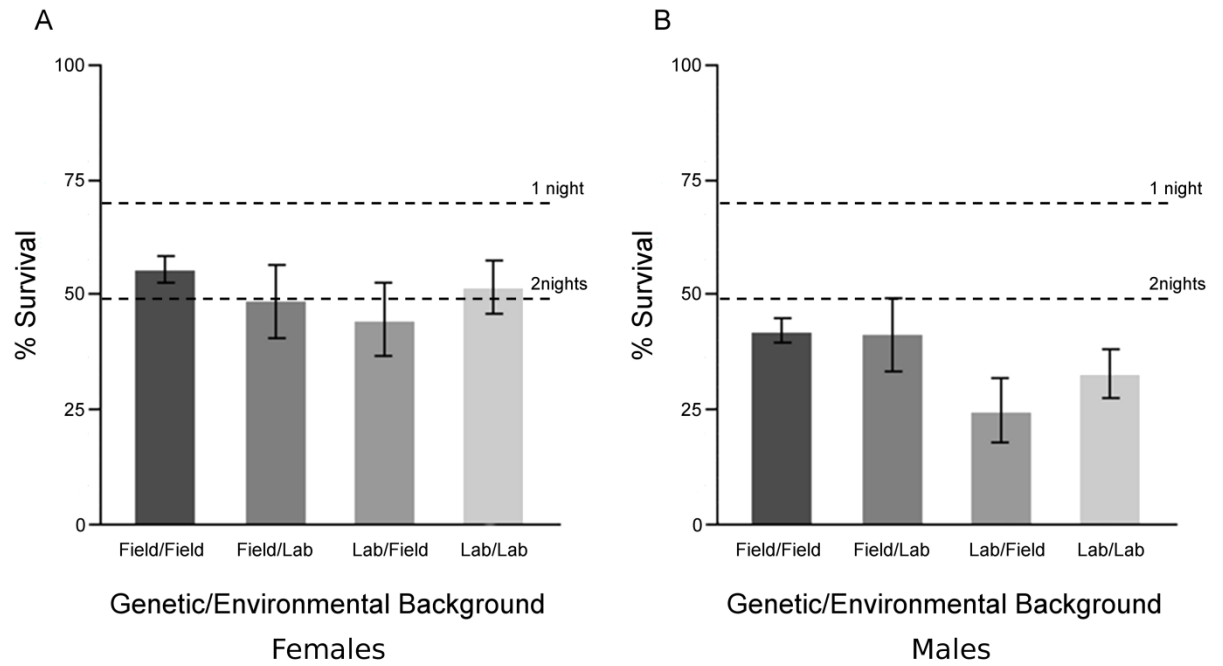 A
100
75
50
25
0
% Survival
1 night
2nights
Field/Field
Field/Lab
Lab/Field
Lab/Lab
Genetic/Environmental Background
Females
B
100
75
50
25
0
% Survival
1 night
2nights
Field/Field
Field/Lab
Lab/Field
Lab/Lab
Genetic/Environmental Background
Males